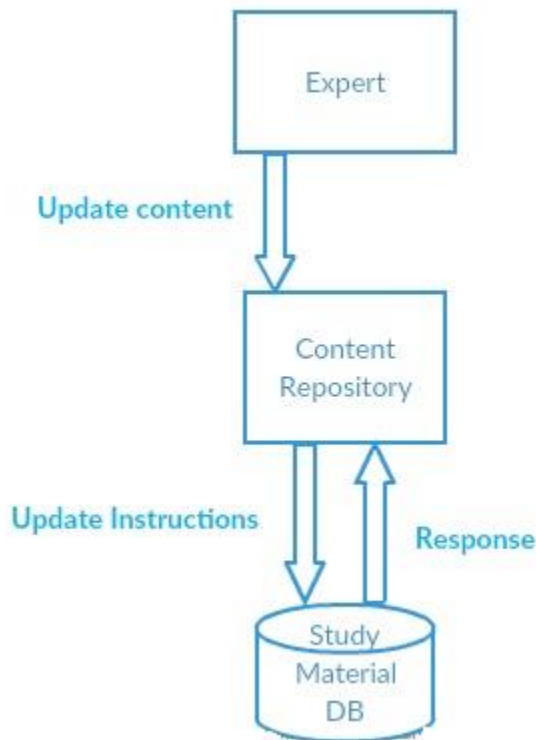 Expert
Update content
Content
Repository
Update Instructions
Response
Study
Material
DB